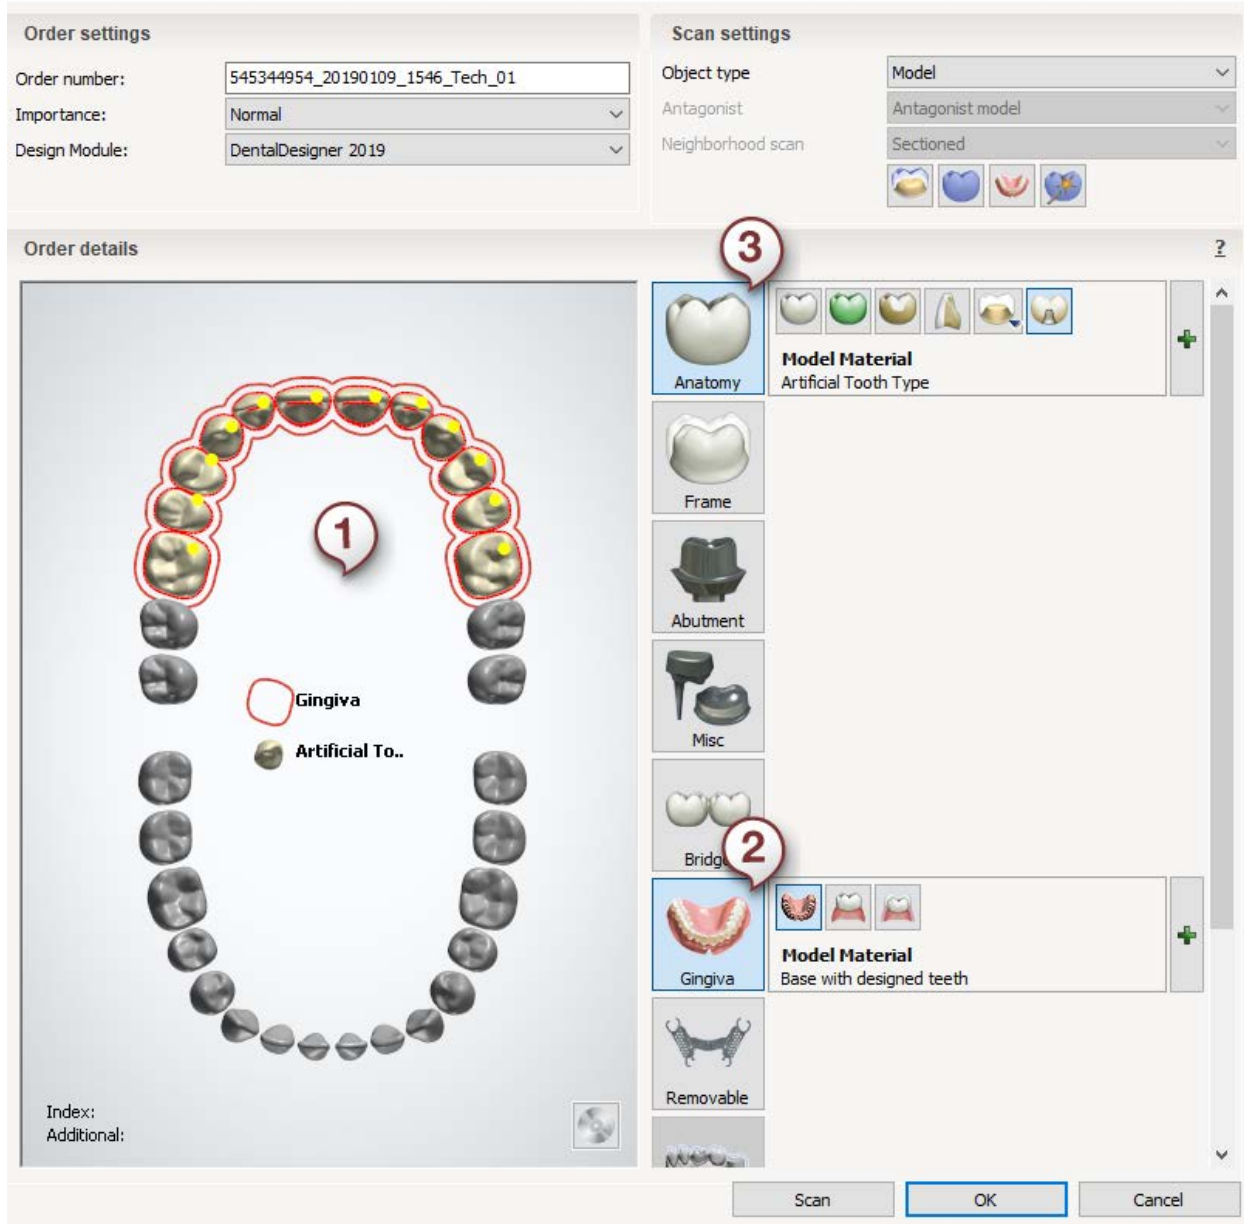 Order settings
Order number:
545344954_20190109_1546_Tech_01
Importance:
Normal
Design Module:
DentalDesigner 2019
Scan settings
Object type
Model
Antagonist
Antagonist model
Neighborhood scan
Sectioned
Order details
?
1
Gingiva
Artificial To..
Index:
Additional:
3
Anatomy
Model Material
Artificial Tooth Type
Frame
Abutment
Misc
Bridge
2
Gingiva
Model Material
Base with designed teeth
Removable
Scan
OK
Cancel